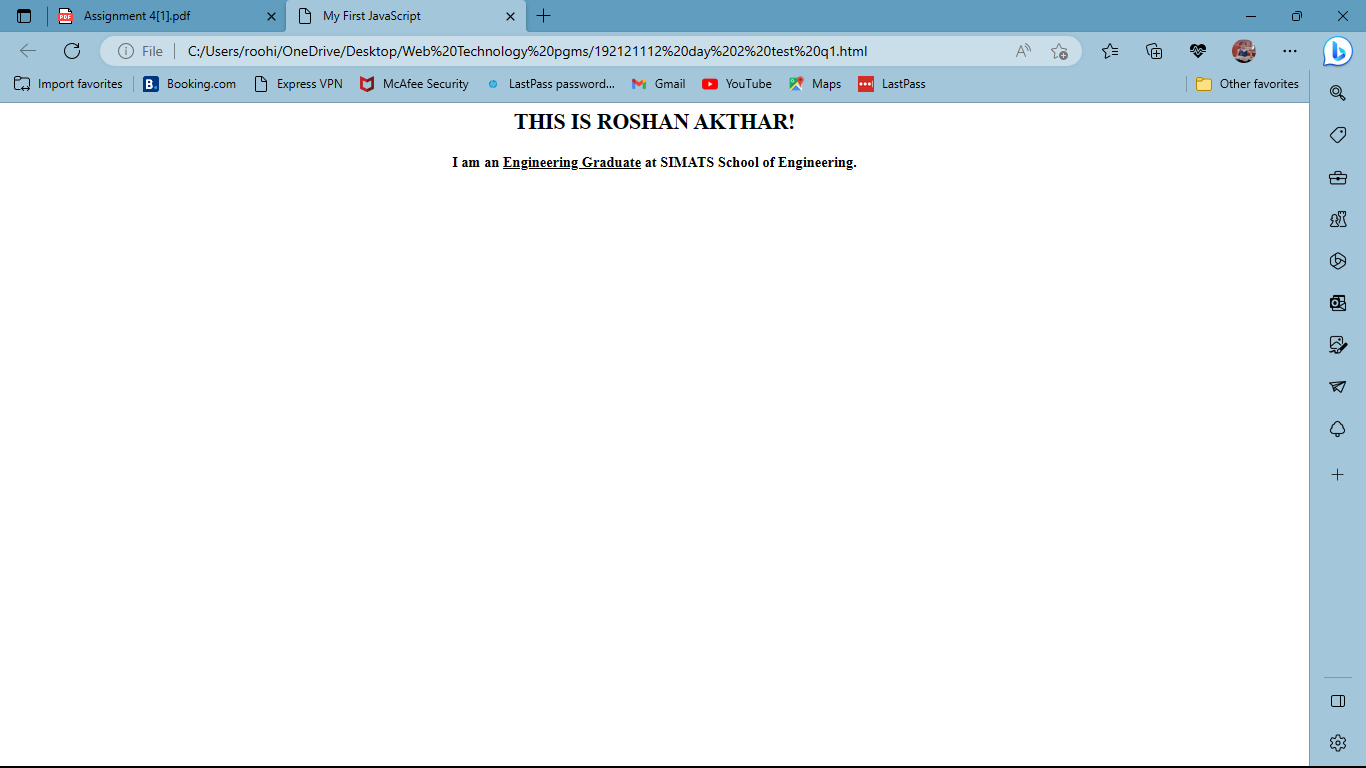 Assignment 4[1].pdf
My First JavaScript
File
C:/Users/roohi/OneDrive/Desktop/Web%20Technology%20pgms/192121112%20day%202%20test%20q1.html
Import favorites
B. Booking.com
Express VPN
McAfee Security
LastPass password...
Gmail
YouTube
Maps
LastPass
Other favorites
THIS IS ROSHAN AKTHAR!
I am an Engineering Graduate at SIMATS School of Engineering.